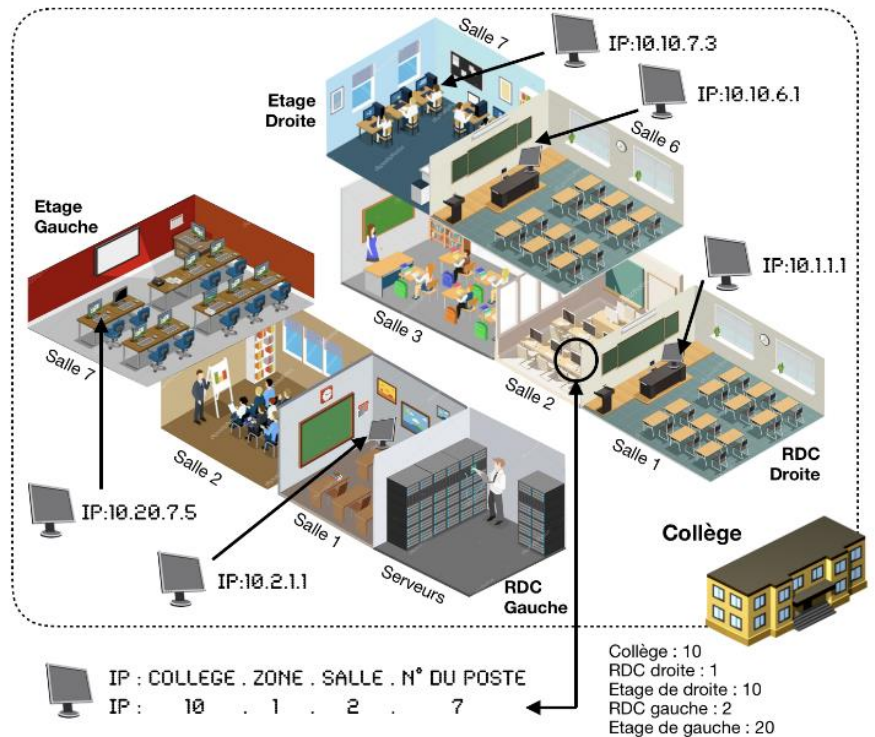 Salle 7
IP:10.10.7.3
Etage
Droite
IP:10.10.6.1
Salle 6
Etage
Gauche
IP:10.1.1.1
Salle 3
Salle 7
Salle 2
Salle 2
Salle 1
RDC
Droite
IP:10.20.7.5
Salle 1
IP:10.2.1.1
Serveurs
RDC
Gauche
Collège
IP : COLLEGE . ZONE . SALLE . N° DU POSTE
IP : 10 . 1 . 2 . 7
Collège : 10
RDC droite : 1
Etage de droite : 10
RDC gauche : 2
Etage de gauche : 20